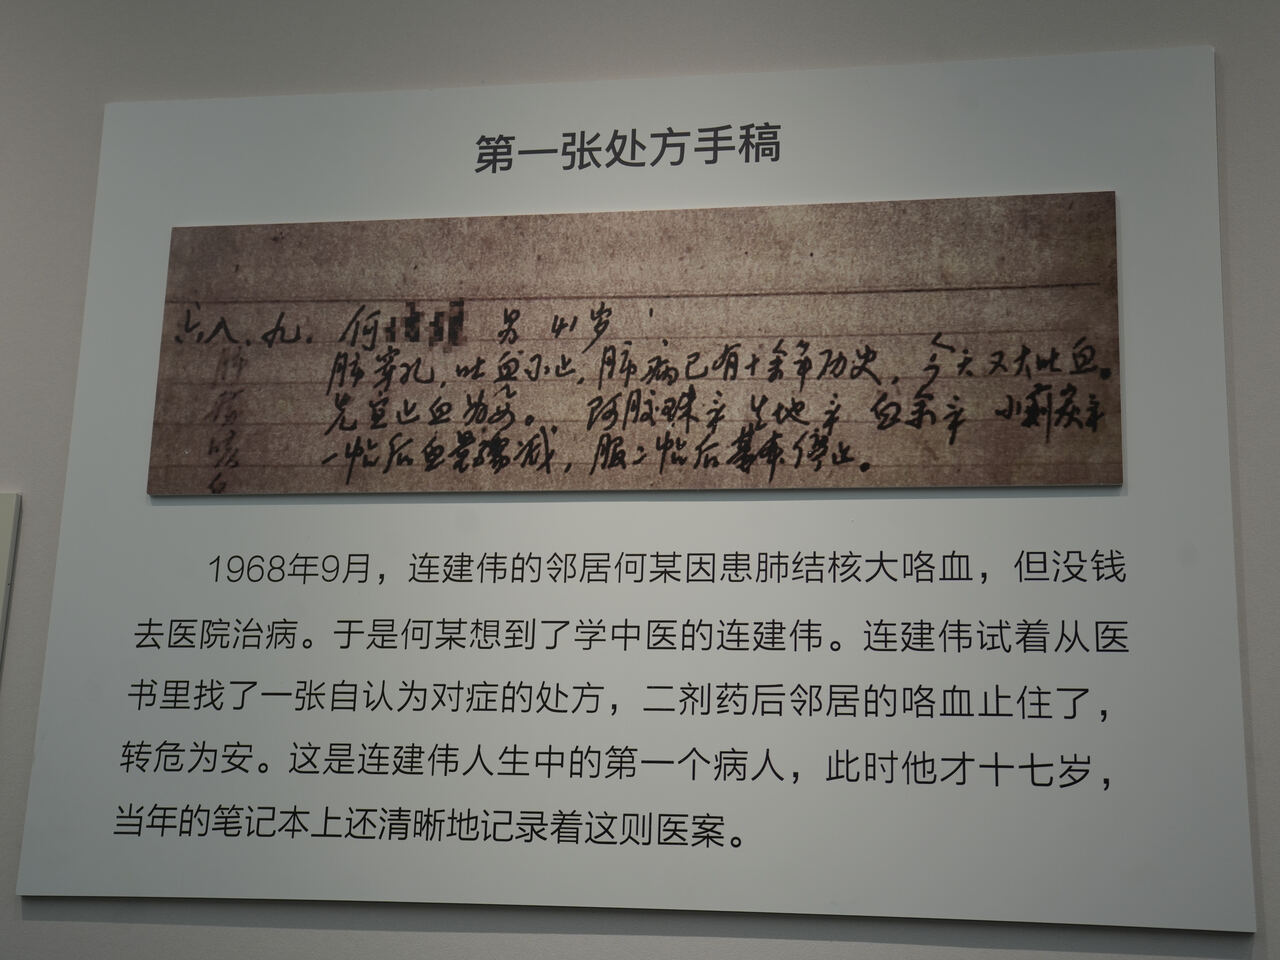 第一张处方手稿
六八.九. 何 男 41岁
肺穿孔,吐血不止,肺病已有十余年历史,今天又大吐血。
先宜止血为要。 阿胶珠 生地 血余 小蓟炭
一帖后血量骤减,服二帖后基本停止。
肺
痨
咳
1968年9月，连建伟的邻居何某因患肺结核大咯血，但没钱
去医院治病。于是何某想到了学中医的连建伟。连建伟试着从医
书里找了一张自认为对症的处方，二剂药后邻居的咯血止住了，
转危为安。这是连建伟人生中的第一个病人，此时他才十七岁，
当年的笔记本上还清晰地记录着这则医案。